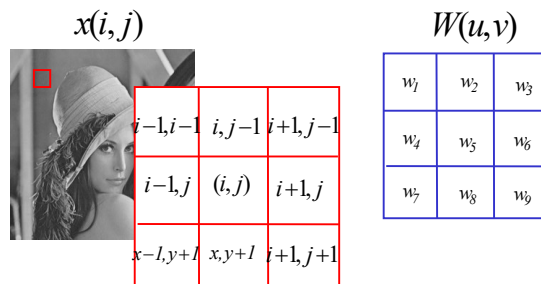 x(i, j) W(u,v)
i−1,i−1 i, j−1 i+1, j−1
i−1, j (i, j) i+1, j
x−1, y+1 x, y+1 i+1, j+1
w1 w2 w3
w4 w5 w6
w7 w8 w9